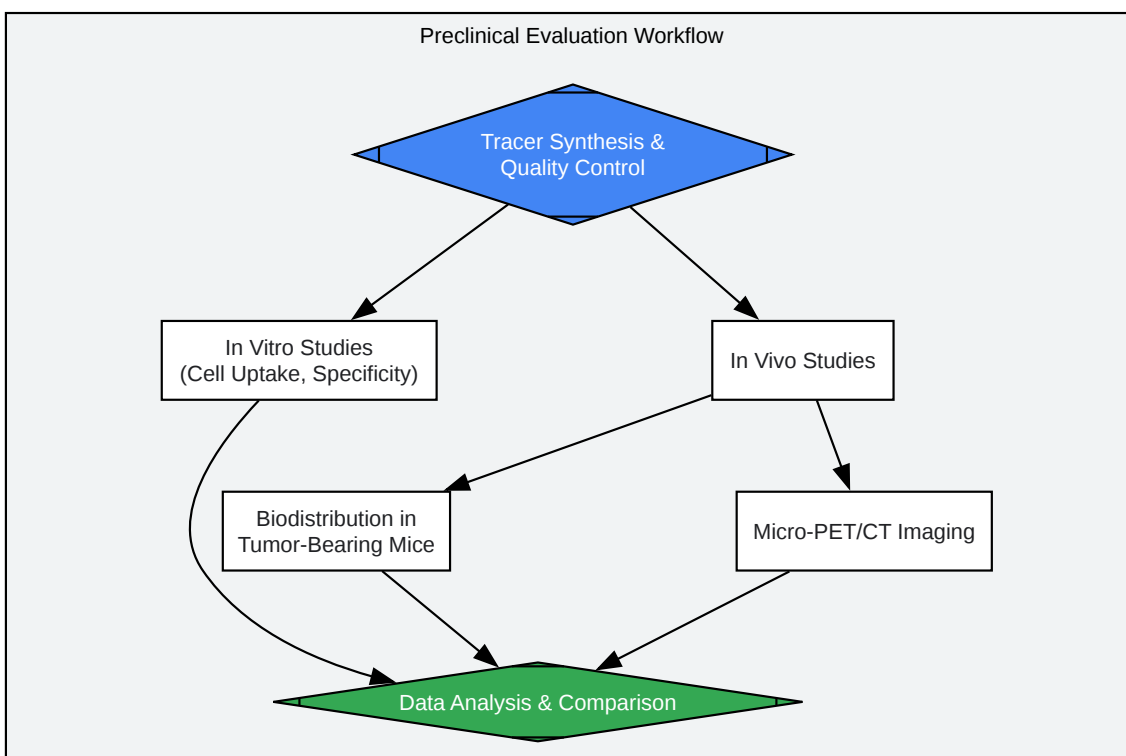 Preclinical Evaluation Workflow
Tracer Synthesis &
Quality Control
In Vitro Studies
(Cell Uptake, Specificity)
In Vivo Studies
Biodistribution in
Tumor-Bearing Mice
Micro-PET/CT Imaging
Data Analysis & Comparison